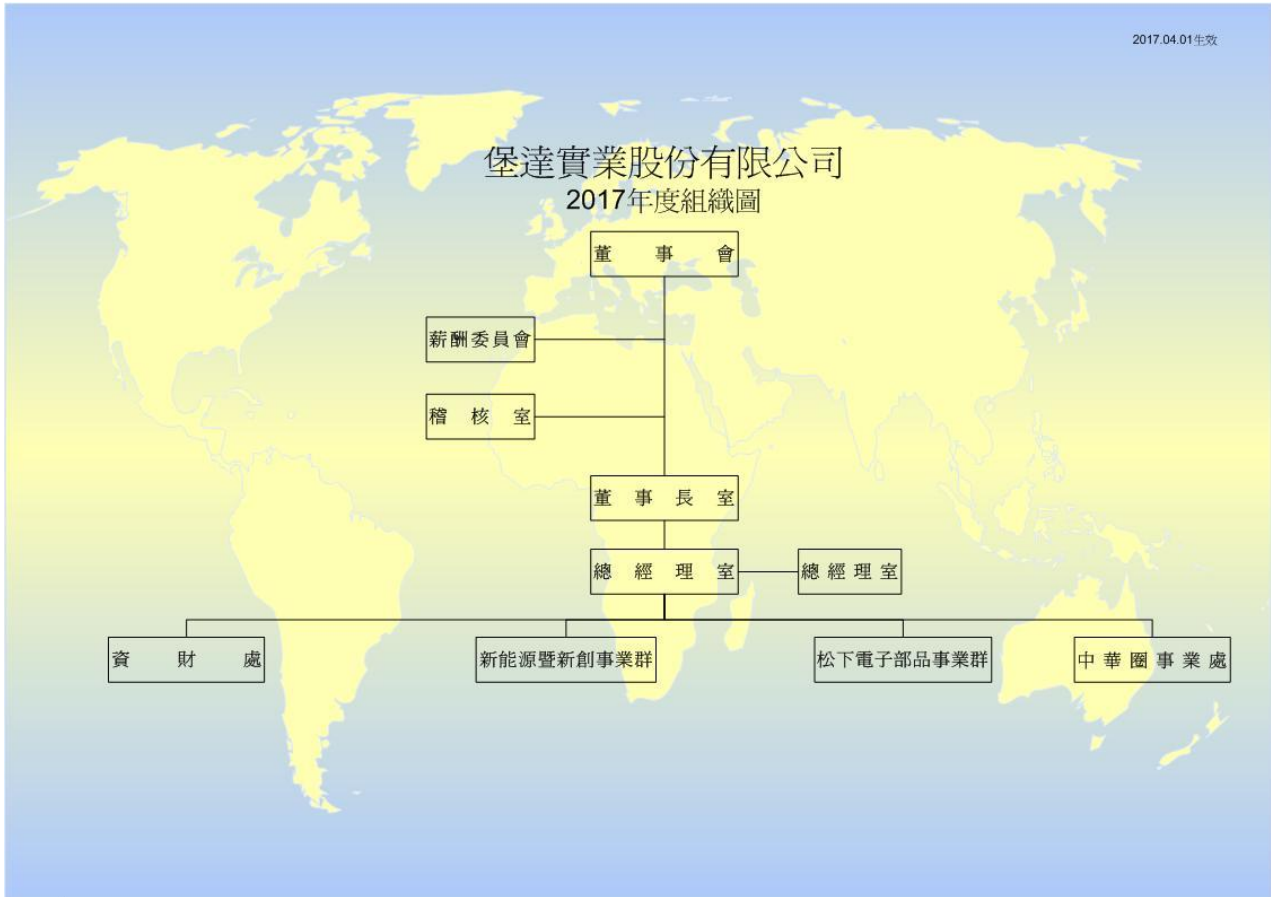 2017.04.01生效
堡達實業股份有限公司
2017年度組織圖
董事會
薪酬委員會
稽核室
董事長室
總經理室
總經理室
資財處
新能源暨新創事業群
松下電子部品事業群
中華圈事業處